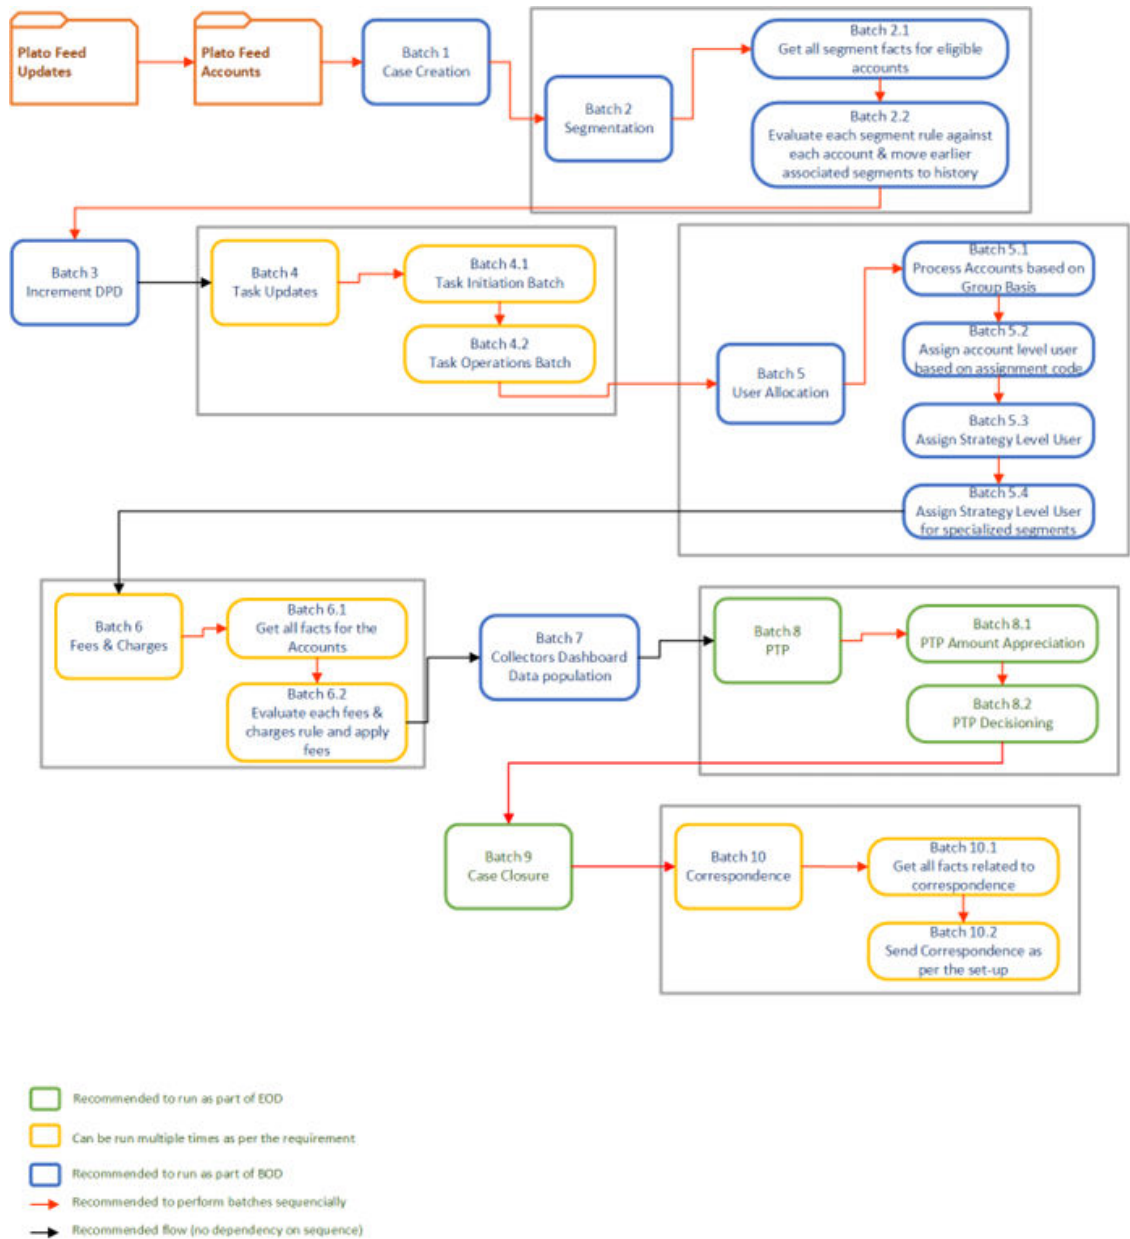 Plato Feed
Updates
Plato Feed
Accounts
Batch 1
Case Creation
Batch 2
Segmentation
Batch 2.1
Get all segment facts for eligible
accounts
Batch 2.2
Evaluate each segment rule against
each account & move earlier
associated segments to history
Batch 3
Increment DPD
Batch 4
Task Updates
Batch 4.1
Task Initiation Batch
Batch 4.2
Task Operations Batch
Batch 5
User Allocation
Batch 5.1
Process Accounts based on
Group Basis
Batch 5.2
Assign account level user
based on assignment code
Batch 5.3
Assign Strategy Level User
Batch 5.4
Assign Strategy Level User
for specialized segments
Batch 6
Fees & Charges
Batch 6.1
Get all facts for the
Accounts
Batch 6.2
Evaluate each fees &
charges rule and apply
fees
Batch 7
Collectors Dashboard
Data population
Batch 8
PTP
Batch 8.1
PTP Amount Appreciation
Batch 8.2
PTP Decisioning
Batch 9
Case Closure
Batch 10
Correspondence
Batch 10.1
Get all facts related to
correspondence
Batch 10.2
Send Correspondence as
per the set-up
Recommended to run as part of EOD
Can be run multiple times as per the requirement
Recommended to run as part of BOD
Recommended to perform batches sequencially
Recommended flow (no dependency on sequence)